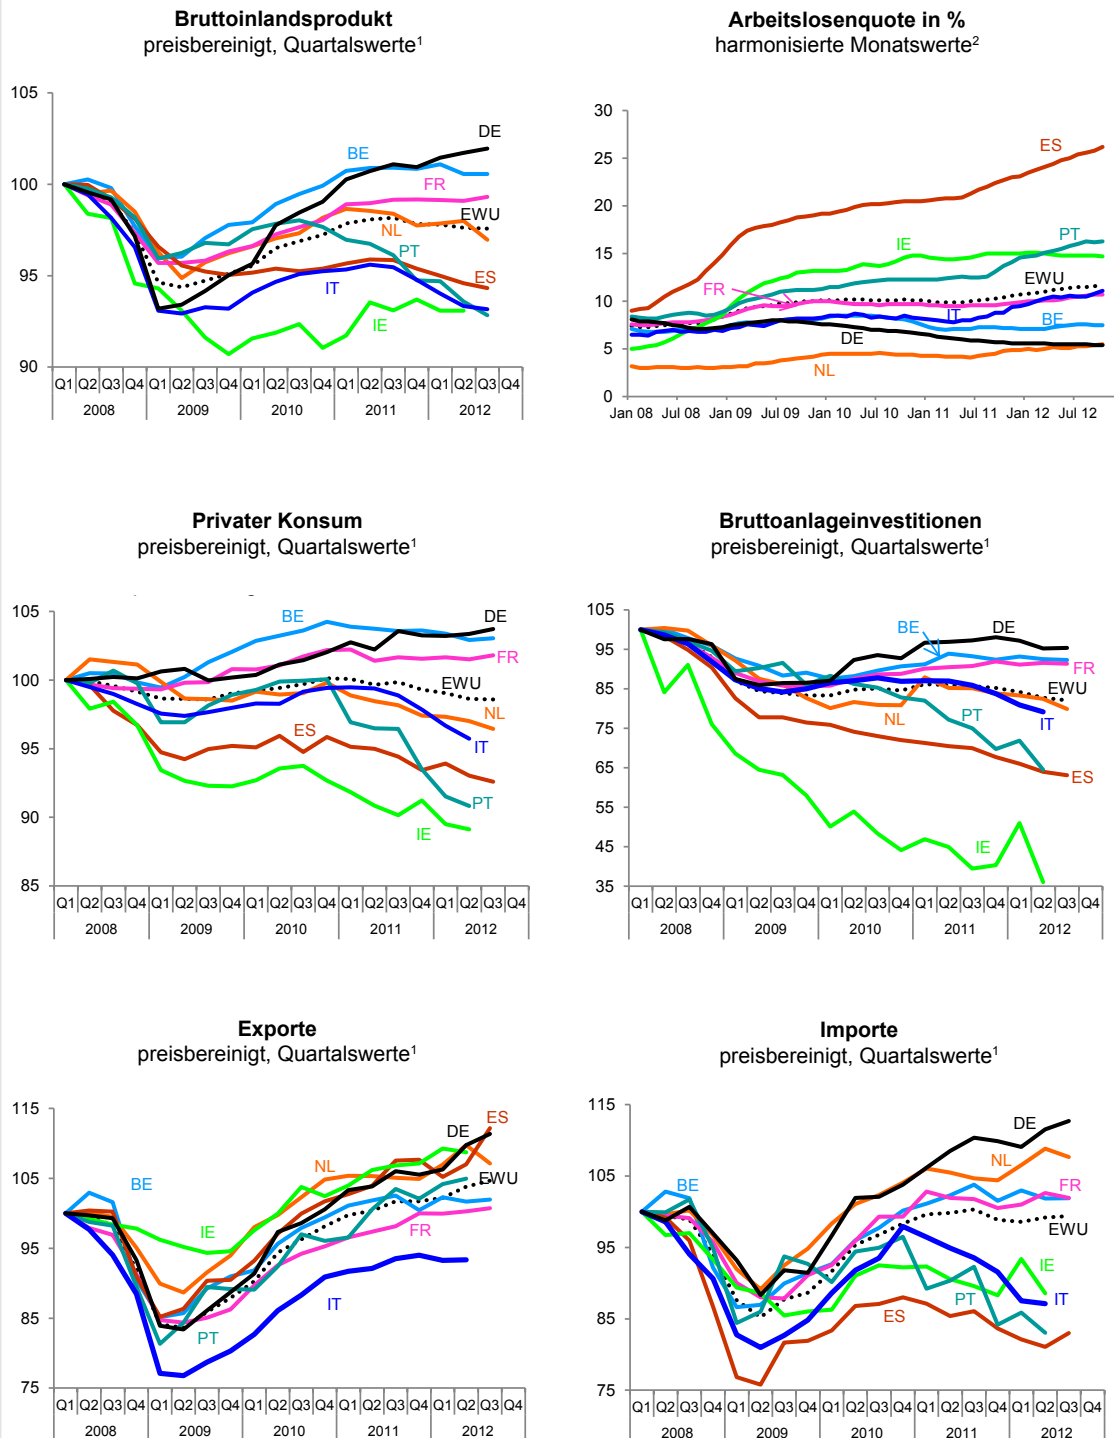 Bruttoinlandsprodukt
preisbereinigt, Quartalswerte¹
105
100
95
90
DE
BE
FR
EWU
NL
PT
ES
IT
IE
Q1 Q2 Q3 Q4 Q1 Q2 Q3 Q4 Q1 Q2 Q3 Q4 Q1 Q2 Q3 Q4 Q1 Q2 Q3 Q4
2008 2009 2010 2011 2012
Arbeitslosenquote in %
harmonisierte Monatswerte²
30
25
20
15
10
5
0
ES
PT
IE
EWU
FR
IT
BE
DE
NL
Jan 08 Jul 08 Jan 09 Jul 09 Jan 10 Jul 10 Jan 11 Jul 11 Jan 12 Jul 12
Privater Konsum
preisbereinigt, Quartalswerte¹
105
100
95
90
85
BE
DE
FR
EWU
NL
IT
ES
PT
IE
Q1 Q2 Q3 Q4 Q1 Q2 Q3 Q4 Q1 Q2 Q3 Q4 Q1 Q2 Q3 Q4 Q1 Q2 Q3 Q4
2008 2009 2010 2011 2012
Bruttoanlageinvestitionen
preisbereinigt, Quartalswerte¹
105
95
85
75
65
55
45
35
BE
DE
FR
EWU
NL
PT
IT
ES
IE
Q1 Q2 Q3 Q4 Q1 Q2 Q3 Q4 Q1 Q2 Q3 Q4 Q1 Q2 Q3 Q4 Q1 Q2 Q3 Q4
2008 2009 2010 2011 2012
Exporte
preisbereinigt, Quartalswerte¹
115
105
95
85
75
ES
DE
NL
EWU
BE
IE
FR
IT
PT
Q1 Q2 Q3 Q4 Q1 Q2 Q3 Q4 Q1 Q2 Q3 Q4 Q1 Q2 Q3 Q4 Q1 Q2 Q3 Q4
2008 2009 2010 2011 2012
Importe
preisbereinigt, Quartalswerte¹
115
105
95
85
75
DE
NL
BE
FR
EWU
IE
IT
PT
ES
Q1 Q2 Q3 Q4 Q1 Q2 Q3 Q4 Q1 Q2 Q3 Q4 Q1 Q2 Q3 Q4 Q1 Q2 Q3 Q4
2008 2009 2010 2011 2012